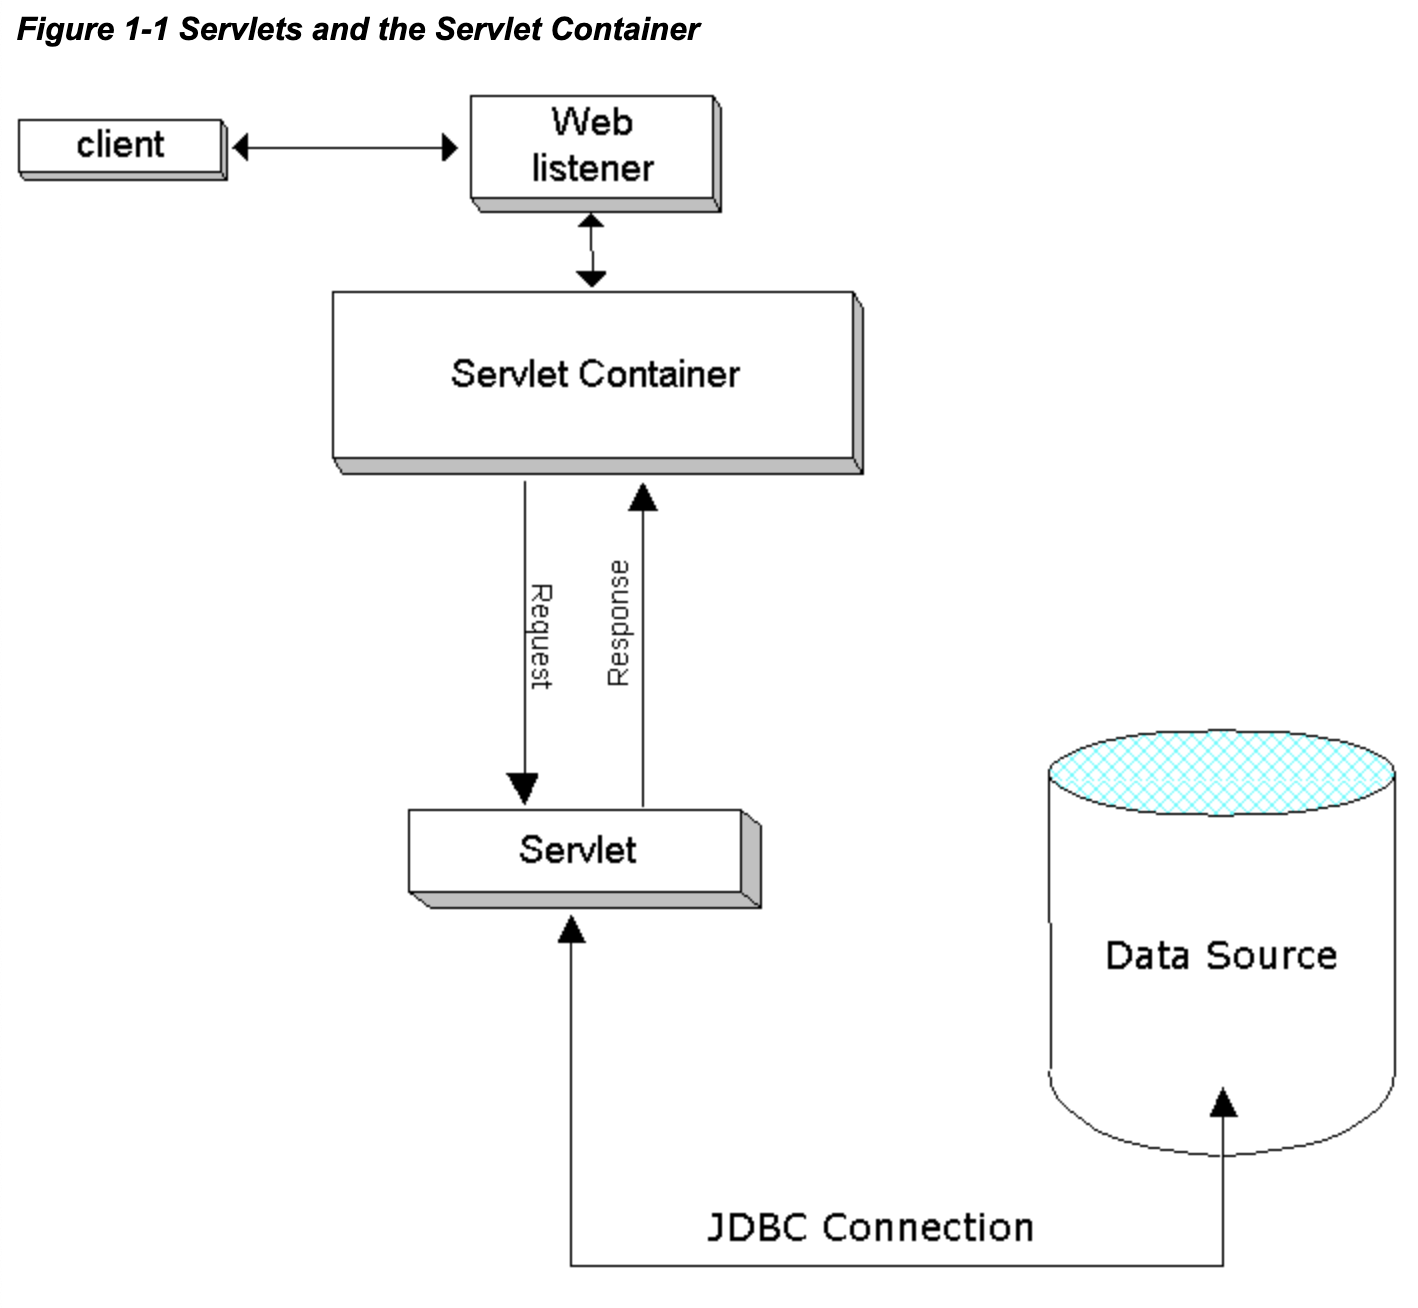 Figure 1-1 Servlets and the Servlet Container
client
Web
listener
Servlet Container
Request
Response
Servlet
Data Source
JDBC Connection